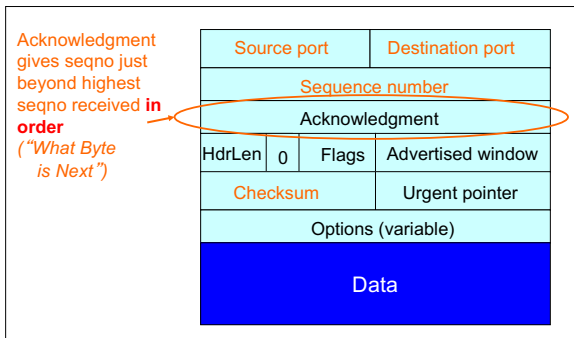 Acknowledgment
gives seqno just
beyond highest
seqno received in
order
(“What Byte
is Next”)
Source port
Destination port
Sequence number
Acknowledgment
HdrLen
0
Flags
Advertised window
Checksum
Urgent pointer
Options (variable)
Data